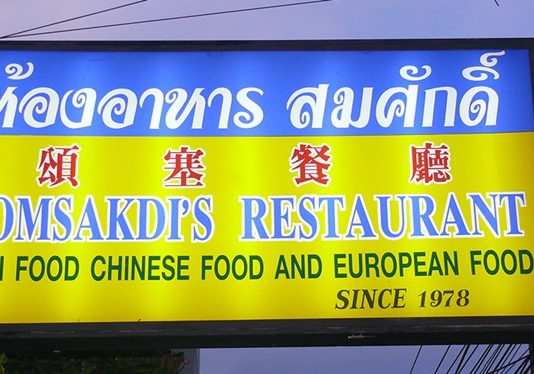 ห้องอาหาร สมศักดิ์
頌塞餐廳
OMSAKDI'S RESTAURANT
FOOD CHINESE FOOD AND EUROPEAN FOOD
SINCE 1978